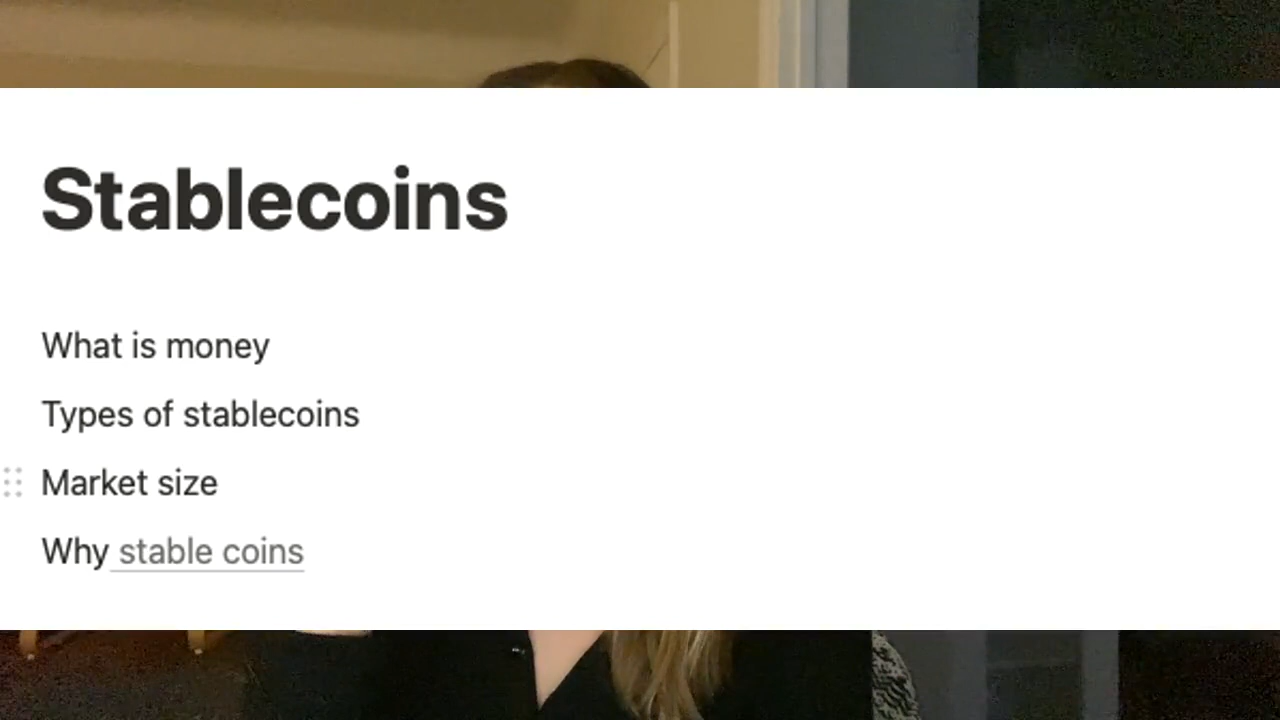 Stablecoins
What is money
Types of stablecoins
Market size
Why stable coins